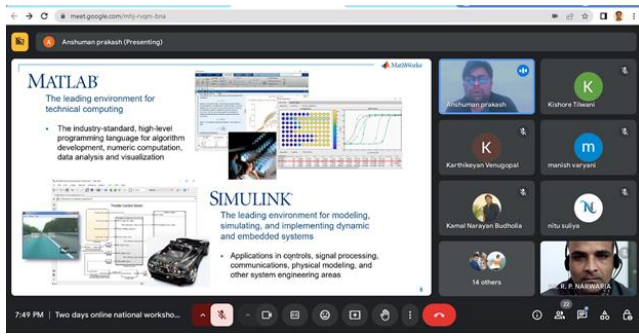 meet.google.com/mhj-rvqm-bna
Anshuman prakash (Presenting)
MathWorks
MATLAB
The leading environment for
technical computing
• The industry-standard, high-level
programming language for algorithm
development, numeric computation,
data analysis and visualization
SIMULINK
The leading environment for modeling,
simulating, and implementing dynamic
and embedded systems
• Applications in controls, signal processing,
communications, physical modeling, and
other system engineering areas
Anshuman prakash
K
Kishore Tilwani
K
Karthikeyan Venugopal
m
manish varyani
Kamal Narayan Budholia
nitu suliya
14 others
R. P. NARWARIA
7:49 PM | Two days online national worksho...
22